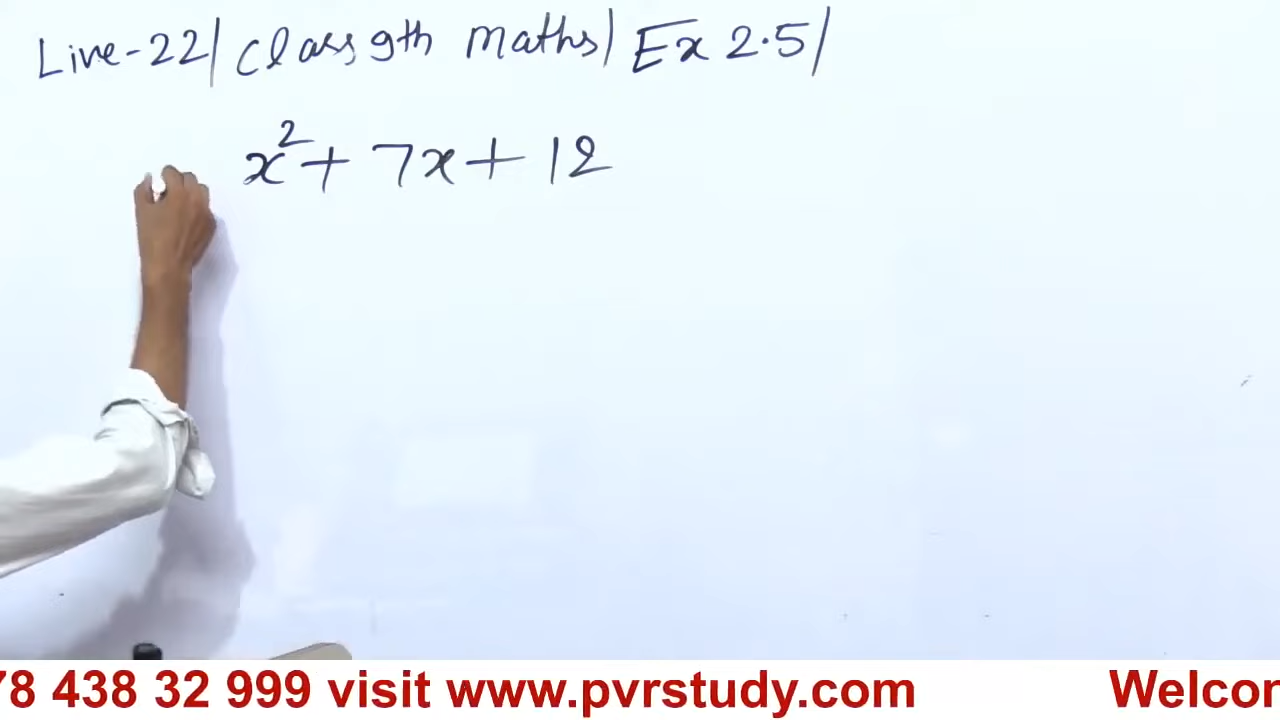 Live-22| Class 9th maths| Ex 2.5|
x² + 7x + 12
78 438 32 999 visit www.pvrstudy.com Welcor